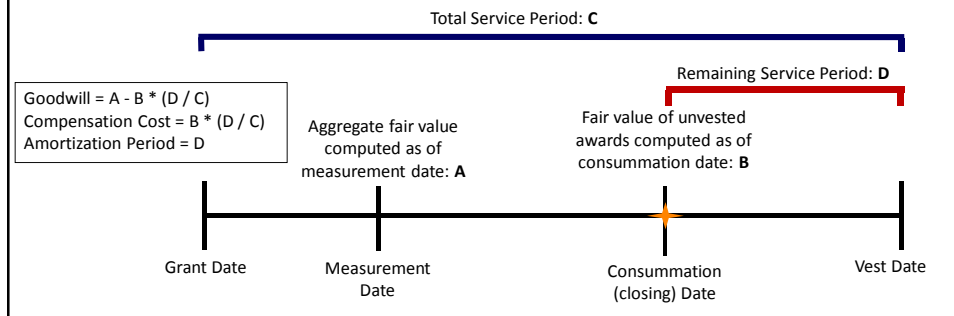 Total Service Period: C
Remaining Service Period: D
Goodwill = A - B * (D / C)
Compensation Cost = B * (D / C)
Amortization Period = D
Aggregate fair value
computed as of
measurement date: A
Fair value of unvested
awards computed as of
consummation date: B
Grant Date
Measurement
Date
Consummation
(closing) Date
Vest Date